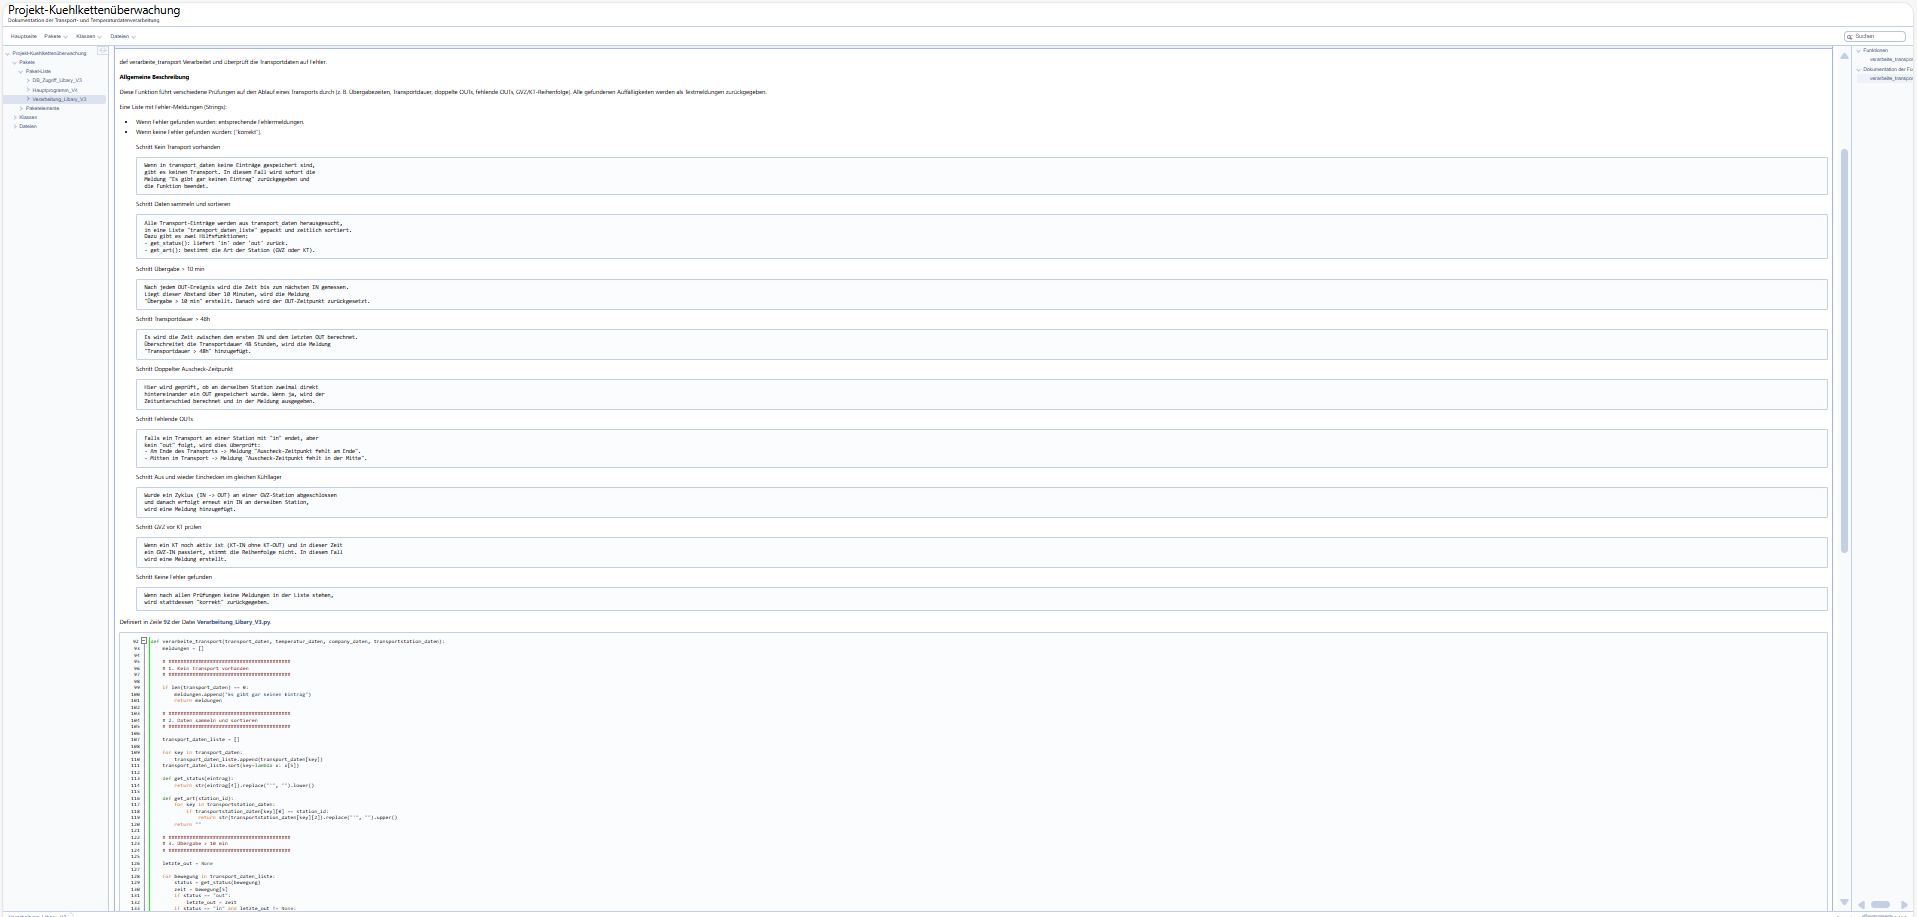 Projekt-Kuehlkettenüberwachung
Dokumentation der Transport- und Temperaturdatenverarbeitung
Hauptseite Pakete Klassen Dateien
Suchen
Projekt-Kuehlkettenüberwachung
Pakete
Paket-Liste
DB_Zugriff_Libary_V3
Hauptprogramm_V4
Verarbeitung_Libary_V3
Paketelemente
Klassen
Dateien
def verarbeite_transport Verarbeitet und überprüft die Transportdaten auf Fehler.
Allgemeine Beschreibung
Diese Funktion führt verschiedene Prüfungen auf den Ablauf eines Transports durch (z. B. Übergabezeiten, Transportdauer, doppelte OUTs, fehlende OUTs, GVZ/KT-Reihenfolge). Alle gefundenen Auffälligkeiten werden als Textmeldungen zurückgegeben.
Eine Liste mit Fehler-Meldungen (Strings):
• Wenn Fehler gefunden wurden: entsprechende Fehlermeldungen.
• Wenn keine Fehler gefunden wurden: ["korrekt"].
Schritt Kein Transport vorhanden
Wenn in transport_daten keine Einträge gespeichert sind,
gibt es keinen Transport. In diesem Fall wird sofort die
Meldung "Es gibt gar keinen Eintrag" zurückgegeben und
die Funktion beendet.
Schritt Daten sammeln und sortieren
Alle Transport-Einträge werden aus transport_daten herausgesucht,
in eine Liste "transport_daten_liste" gepackt und zeitlich sortiert.
Dazu gibt es zwei Hilfsfunktionen:
- get_status(): liefert 'in' oder 'out' zurück.
- get_art(): bestimmt die Art der Station (GVZ oder KT).
Schritt Übergabe > 10 min
Nach jedem OUT-Ereignis wird die Zeit bis zum nächsten IN gemessen.
Liegt dieser Abstand über 10 Minuten, wird die Meldung
"Übergabe > 10 min" erstellt. Danach wird der OUT-Zeitpunkt zurückgesetzt.
Schritt Transportdauer > 48h
Es wird die Zeit zwischen dem ersten IN und dem letzten OUT berechnet.
Überschreitet die Transportdauer 48 Stunden, wird die Meldung
"Transportdauer > 48h" hinzugefügt.
Schritt Doppelter Auscheck-Zeitpunkt
Hier wird geprüft, ob an derselben Station zweimal direkt
hintereinander ein OUT gespeichert wurde. Wenn ja, wird der
Zeitunterschied berechnet und in der Meldung ausgegeben.
Schritt Fehlende OUTs
Falls ein Transport an einer Station mit "in" endet, aber
kein "out" folgt, wird dies überprüft:
- Am Ende des Transports -> Meldung "Auscheck-Zeitpunkt fehlt am Ende".
- Mitten im Transport -> Meldung "Auscheck-Zeitpunkt fehlt in der Mitte".
Schritt Aus und wieder Einchecken im gleichen Kühllager
Wurde ein Zyklus (IN -> OUT) an einer GVZ-Station abgeschlossen
und danach erfolgt erneut ein IN an derselben Station,
wird eine Meldung hinzugefügt.
Schritt GVZ vor KT prüfen
Wenn ein KT noch aktiv ist (KT-IN ohne KT-OUT) und in dieser Zeit
ein GVZ-IN passiert, stimmt die Reihenfolge nicht. In diesem Fall
wird eine Meldung erstellt.
Schritt Keine Fehler gefunden
Wenn nach allen Prüfungen keine Meldungen in der Liste stehen,
wird stattdessen "korrekt" zurückgegeben.
Definiert in Zeile 92 der Datei Verarbeitung_Libary_V3.py.
92 def verarbeite_transport(transport_daten, temperatur_daten, company_daten, transportstation_daten):
93 meldungen = []
94
95 # ########################################
96 # 1. Kein Transport vorhanden
97 # ########################################
98
99 if len(transport_daten) == 0:
100 meldungen.append("Es gibt gar keinen Eintrag")
101 return meldungen
102
103 # ########################################
104 # 2. Daten sammeln und sortieren
105 # ########################################
106
107 transport_daten_liste = []
108
109 for key in transport_daten:
110 transport_daten_liste.append(transport_daten[key])
111 transport_daten_liste.sort(key=lambda x: x[5])
112
113 def get_status(eintrag):
114 return str(eintrag[4]).replace("'", "").lower()
115
116 def get_art(station_id):
117 for key in transportstation_daten:
118 if transportstation_daten[key][0] == station_id:
119 return str(transportstation_daten[key][2]).replace("'", "").upper()
120 return ""
121
122 # ########################################
123 # 3. Übergabe > 10 min
124 # ########################################
125
126 letzte_out = None
127
128 for bewegung in transport_daten_liste:
129 status = get_status(bewegung)
130 zeit = bewegung[5]
131 if status == "out":
132 letzte_out = zeit
133 if status == "in" and letzte_out != None:
Funktionen
verarbeite_transpor
Dokumentation der Fu
verarbeite_transpor
Verarbeitung_Libary_V3